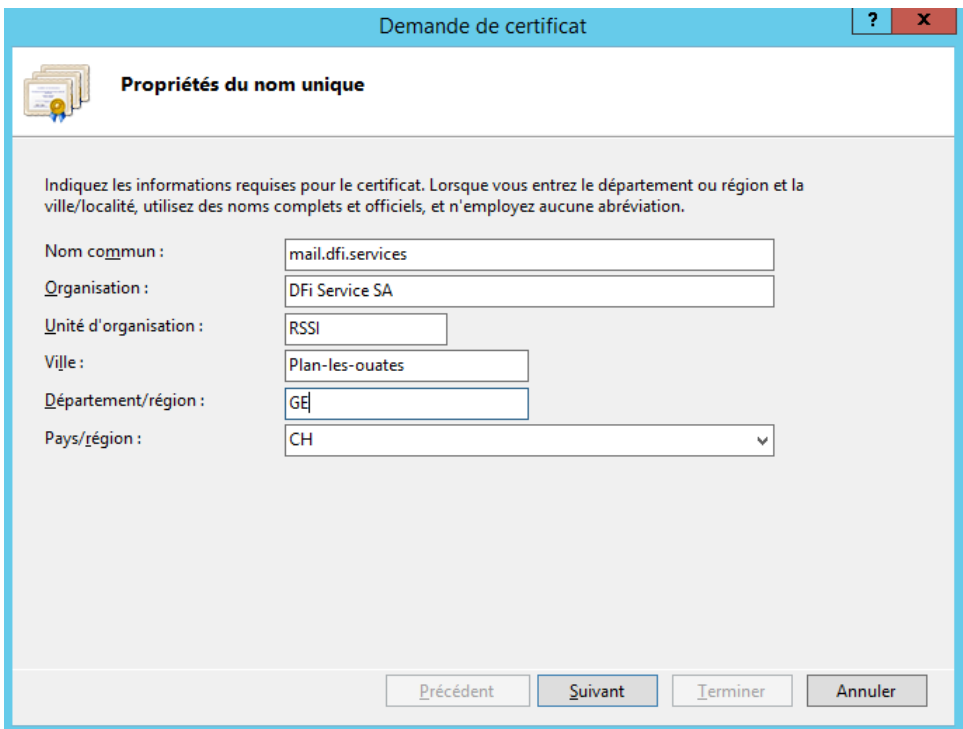 Demande de certificat
? x
Propriétés du nom unique
Indiquez les informations requises pour le certificat. Lorsque vous entrez le département ou région et la
ville/localité, utilisez des noms complets et officiels, et n'employez aucune abréviation.
Nom commun : mail.dfi.services
Organisation : DFi Service SA
Unité d'organisation : RSSI
Ville : Plan-les-ouates
Département/région : GE
Pays/région : CH
Précédent Suivant Terminer Annuler